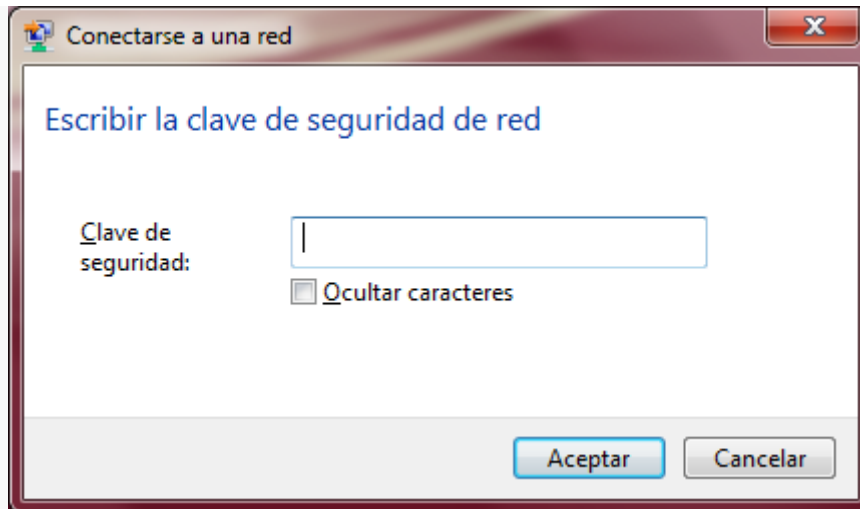 Conectarse a una red
Escribir la clave de seguridad de red
Clave de
seguridad:
Ocultar caracteres
Aceptar Cancelar